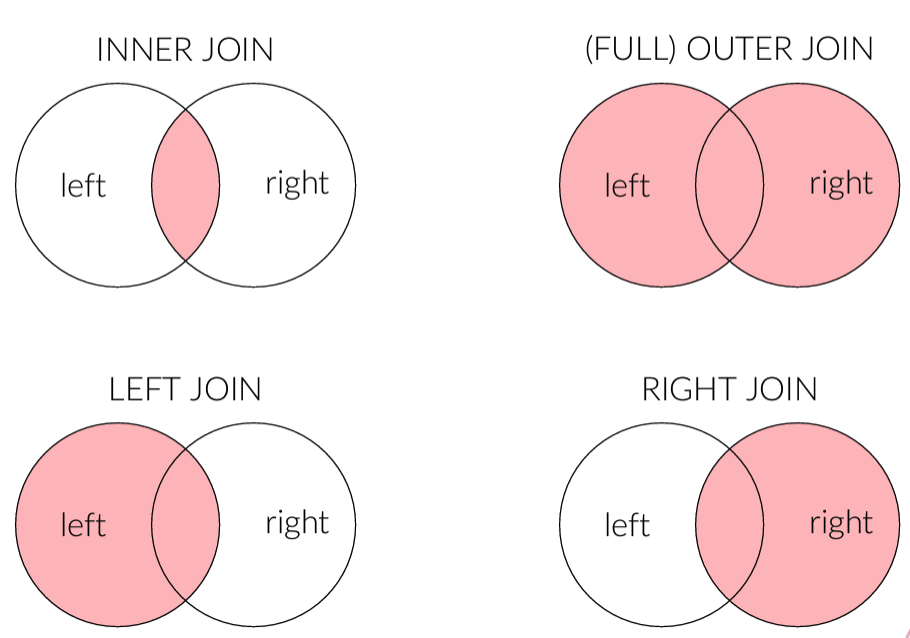 INNER JOIN
left
right
(FULL) OUTER JOIN
left
right
LEFT JOIN
left
right
RIGHT JOIN
left
right